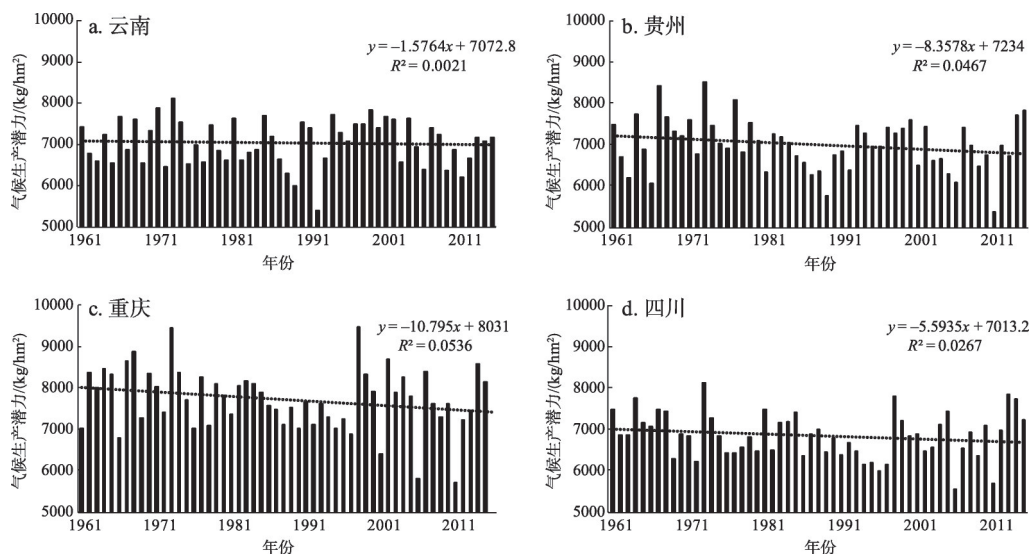 a. 云南
y = –1.5764x + 7072.8
R² = 0.0021
气候生产潜力/(kg/hm²)
10000
9000
8000
7000
6000
5000
1961 1971 1981 1991 2001 2011
年份
b. 贵州
y = –8.3578x + 7234
R² = 0.0467
气候生产潜力/(kg/hm²)
10000
9000
8000
7000
6000
5000
1961 1971 1981 1991 2001 2011
年份
c. 重庆
y = –10.795x + 8031
R² = 0.0536
气候生产潜力/(kg/hm²)
10000
9000
8000
7000
6000
5000
1961 1971 1981 1991 2001 2011
年份
d. 四川
y = –5.5935x + 7013.2
R² = 0.0267
气候生产潜力/(kg/hm²)
10000
9000
8000
7000
6000
5000
1961 1971 1981 1991 2001 2011
年份